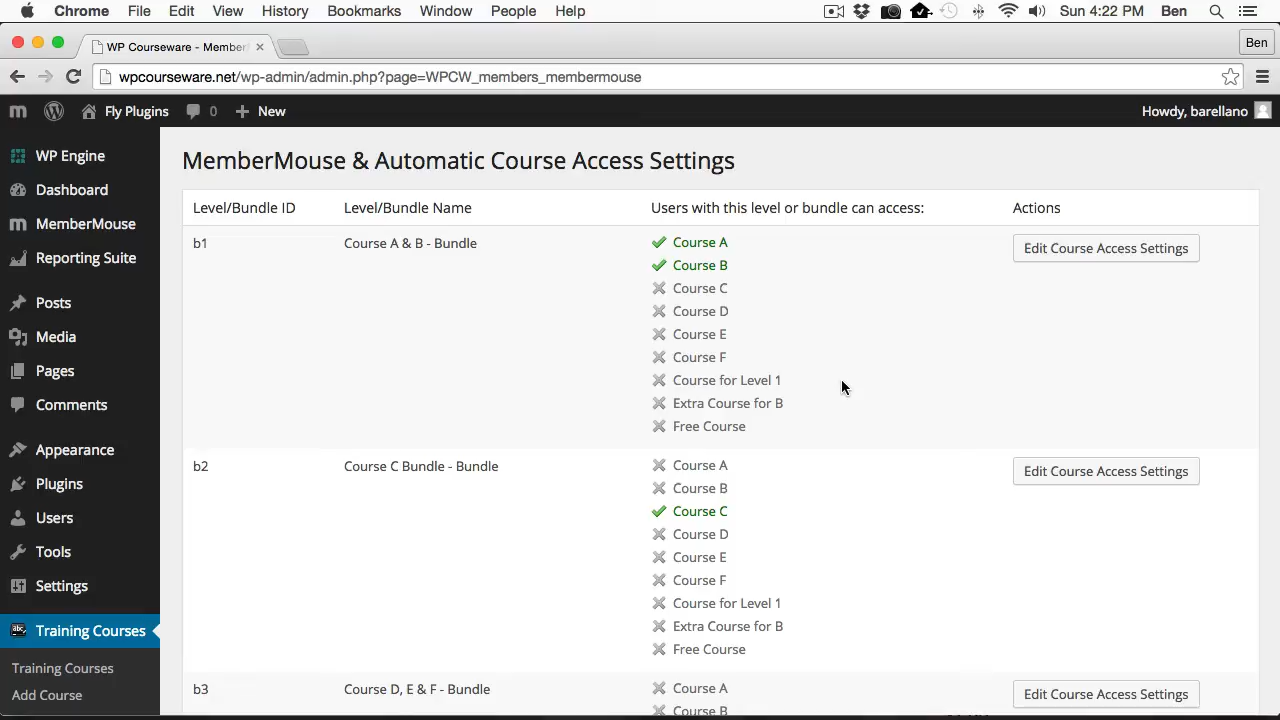 Chrome File Edit View History Bookmarks Window People Help Sun 4:22 PM Ben
WP Courseware - Member Ben
wpcourseware.net/wp-admin/admin.php?page=WPCW_members_membermouse
Fly Plugins 0 New Howdy, barellano
WP Engine
Dashboard
MemberMouse
Reporting Suite
Posts
Media
Pages
Comments
Appearance
Plugins
Users
Tools
Settings
Training Courses
Training Courses
Add Course
MemberMouse & Automatic Course Access Settings
Level/Bundle ID Level/Bundle Name Users with this level or bundle can access: Actions
b1 Course A & B - Bundle Course A Edit Course Access Settings
Course B
Course C
Course D
Course E
Course F
Course for Level 1
Extra Course for B
Free Course
b2 Course C Bundle - Bundle Course A Edit Course Access Settings
Course B
Course C
Course D
Course E
Course F
Course for Level 1
Extra Course for B
Free Course
b3 Course D, E & F - Bundle Course A Edit Course Access Settings
Course B